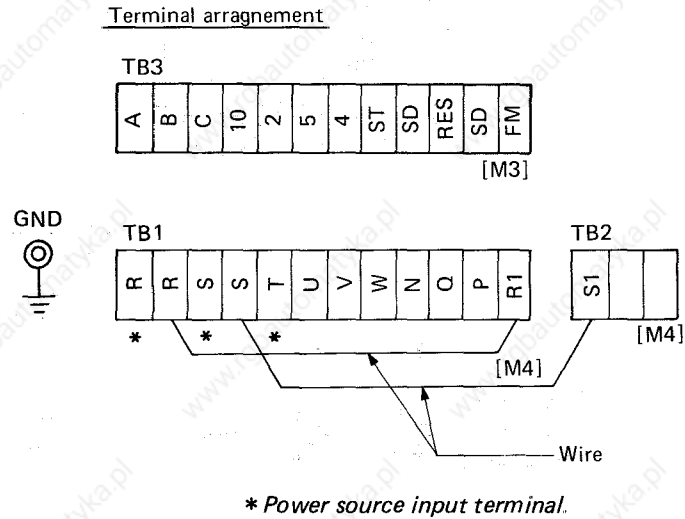 Terminal arragnement
TB3
A B C 10 2 5 4 ST SD RES SD FM
[M3]
GND
TB1
R R S S T U V W N Q P R1
* * *
[M4]
TB2
S1
[M4]
Wire
* Power source input terminal.